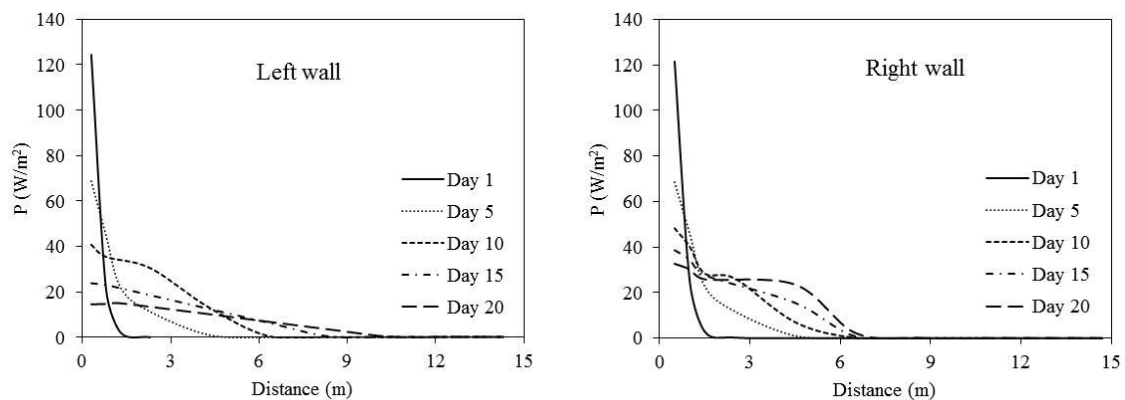 140
120
100
80
60
40
20
0
P (W/m²)
Left wall
Day 1
Day 5
Day 10
Day 15
Day 20
0 3 6 9 12 15
Distance (m)
140
120
100
80
60
40
20
0
P (W/m²)
Right wall
Day 1
Day 5
Day 10
Day 15
Day 20
0 3 6 9 12 15
Distance (m)